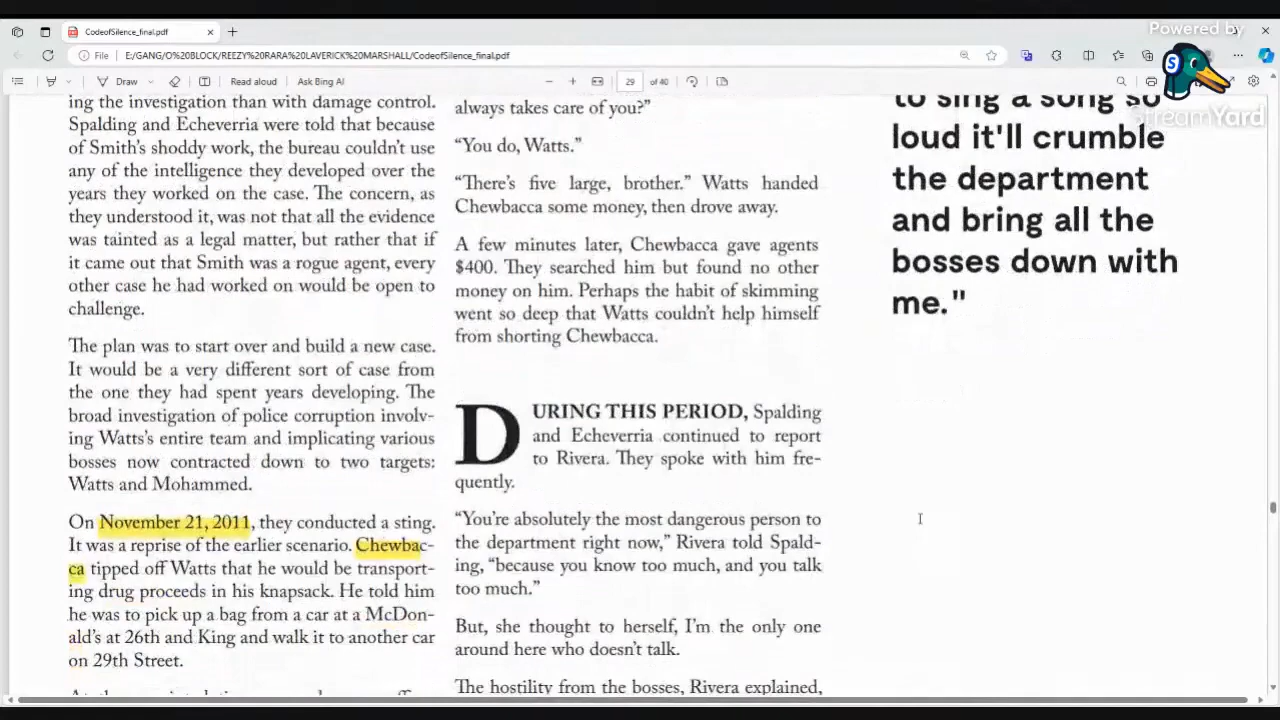 CodeofSilence_final.pdf
Powered by
File
E:/GANG/O%20BLOCK/REEZY%20RARA%20LAVERICK%20MARSHALL/CodeofSilence_final.pdf
Draw
Read aloud
Ask Bing AI
29
of 40
S
StreamYard
ing the investigation than with damage control.
Spalding and Echeverria were told that because
of Smith's shoddy work, the bureau couldn't use
any of the intelligence they developed over the
years they worked on the case. The concern, as
they understood it, was not that all the evidence
was tainted as a legal matter, but rather that if
it came out that Smith was a rogue agent, every
other case he had worked on would be open to
challenge.
The plan was to start over and build a new case.
It would be a very different sort of case from
the one they had spent years developing. The
broad investigation of police corruption involv-
ing Watts's entire team and implicating various
bosses now contracted down to two targets:
Watts and Mohammed.
On November 21, 2011, they conducted a sting.
It was a reprise of the earlier scenario. Chewbac-
ca tipped off Watts that he would be transport-
ing drug proceeds in his knapsack. He told him
he was to pick up a bag from a car at a McDon-
ald's at 26th and King and walk it to another car
on 29th Street.
always takes care of you?"
"You do, Watts."
"There's five large, brother." Watts handed
Chewbacca some money, then drove away.
A few minutes later, Chewbacca gave agents
$400. They searched him but found no other
money on him. Perhaps the habit of skimming
went so deep that Watts couldn't help himself
from shorting Chewbacca.
DURING THIS PERIOD, Spalding
and Echeverria continued to report
to Rivera. They spoke with him fre-
quently.
"You're absolutely the most dangerous person to
the department right now," Rivera told Spald-
ing, "because you know too much, and you talk
too much."
But, she thought to herself, I'm the only one
around here who doesn't talk.
The hostility from the bosses, Rivera explained,
to sing a song so
loud it'll crumble
the department
and bring all the
bosses down with
me."